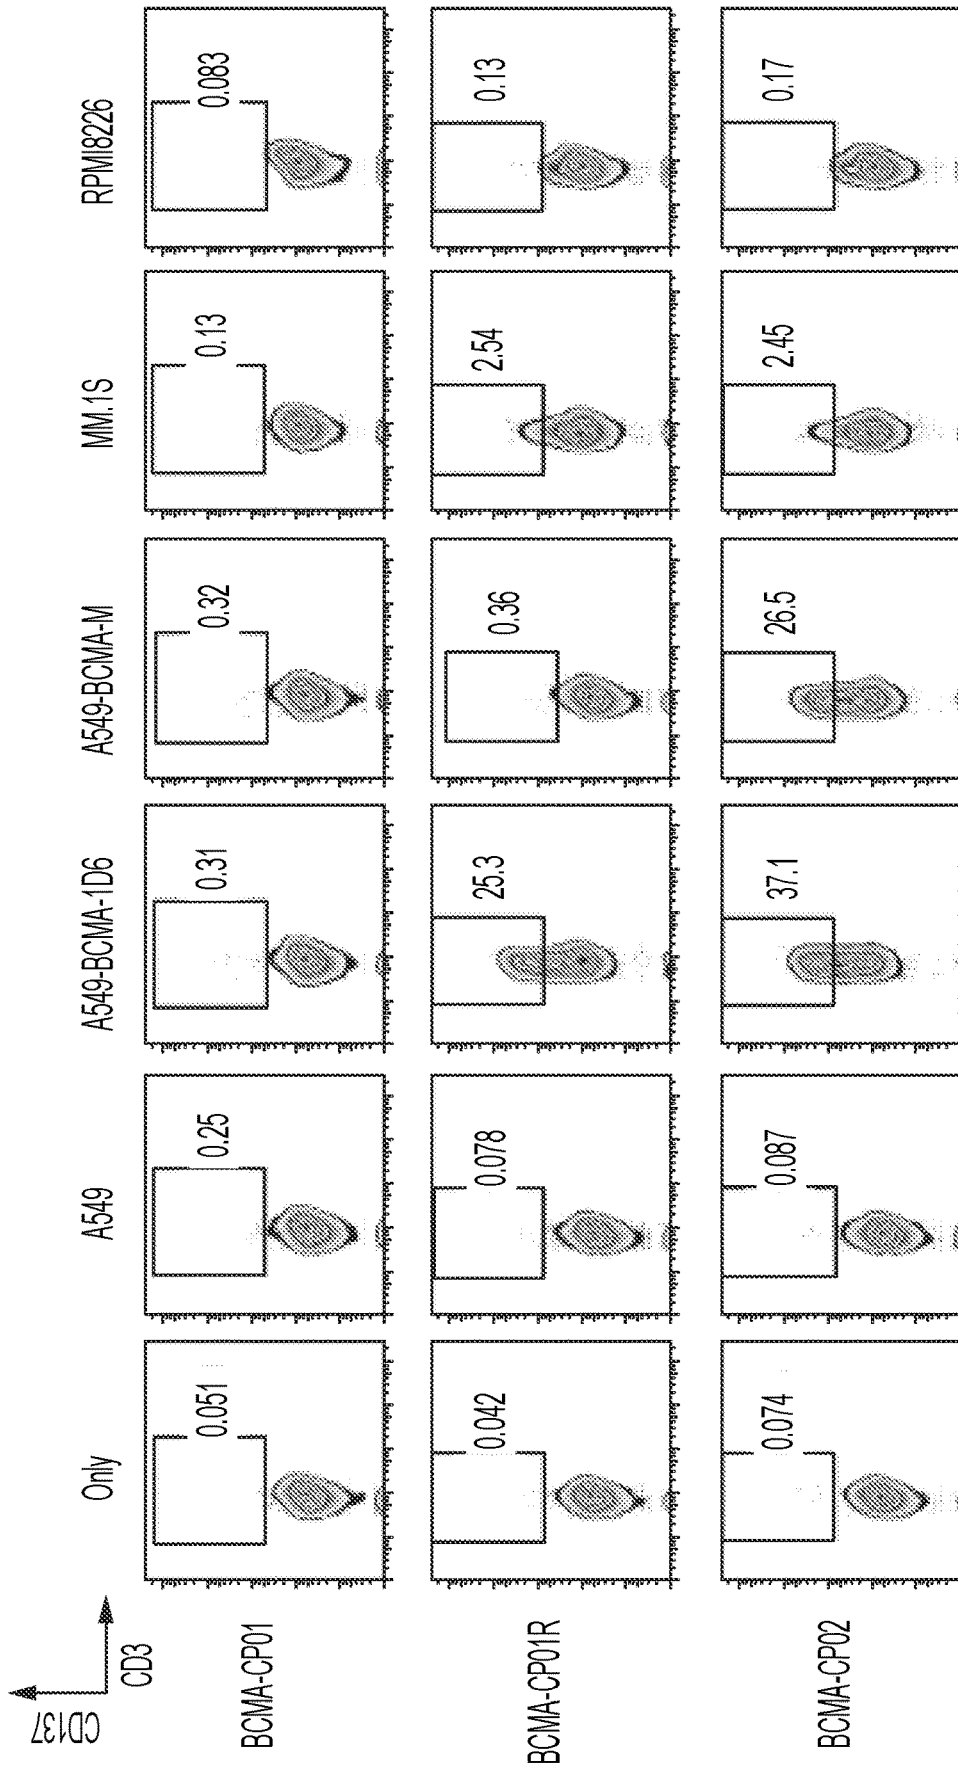 CD137
CD3
Only
A549
A549-BCMA-1D6
A549-BCMA-M
MM.1S
RPMI8226
BCMA-CP01
0.051
0.25
0.31
0.32
0.13
0.083
BCMA-CP01R
0.042
0.078
25.3
0.36
2.54
0.13
BCMA-CP02
0.074
0.087
37.1
26.5
2.45
0.17